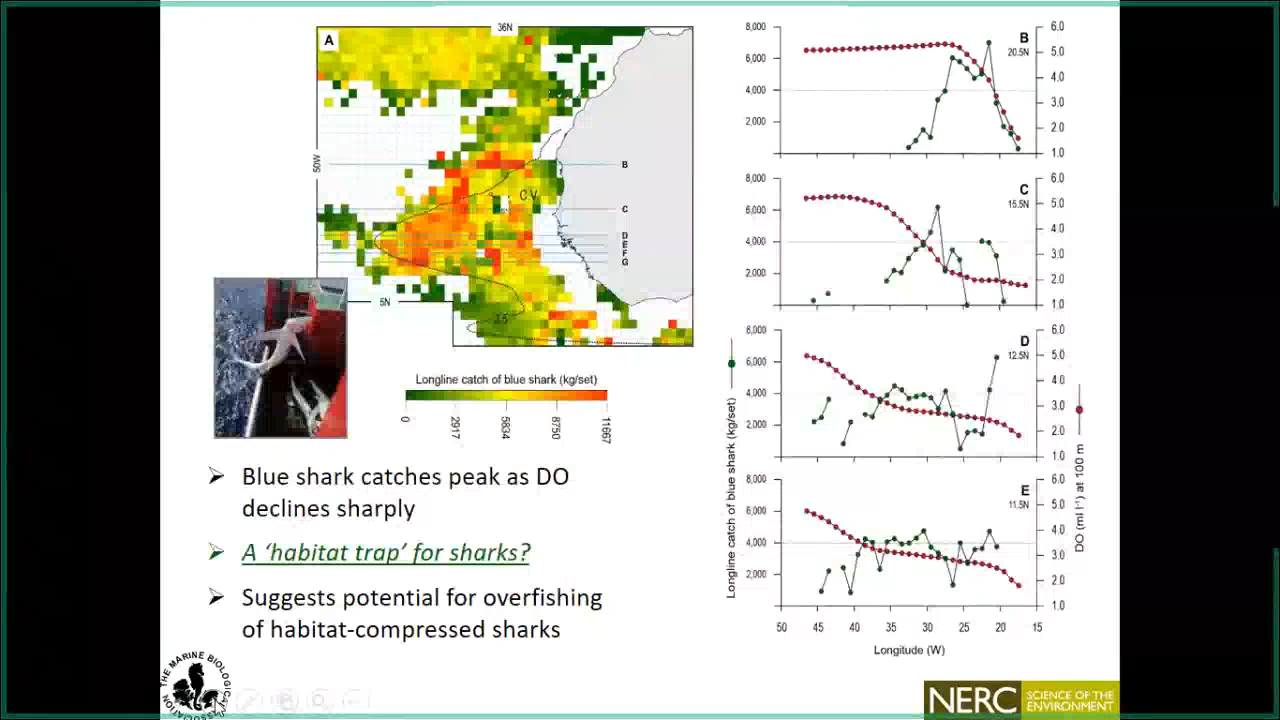 A
36N
50W
B
C.V.
C
D
E
F
G
5N
3.5
Longline catch of blue shark (kg/set)
0
2917
5834
8750
11667
➢ Blue shark catches peak as DO
declines sharply
➢ A ‘habitat trap’ for sharks?
➢ Suggests potential for overfishing
of habitat-compressed sharks
THE MARINE BIOLOGICAL
ASSOCIATION
8,000
6,000
4,000
2,000
B
20.5N
6.0
5.0
4.0
3.0
2.0
1.0
8,000
6,000
4,000
2,000
C
15.5N
6.0
5.0
4.0
3.0
2.0
1.0
8,000
6,000
4,000
2,000
D
12.5N
6.0
5.0
4.0
3.0
2.0
1.0
8,000
6,000
4,000
2,000
E
11.5N
6.0
5.0
4.0
3.0
2.0
1.0
50 45 40 35 30 25 20 15
Longitude (W)
Longline catch of blue shark (kg/set)
DO (ml l⁻¹) at 100 m
NERC SCIENCE OF THE
ENVIRONMENT